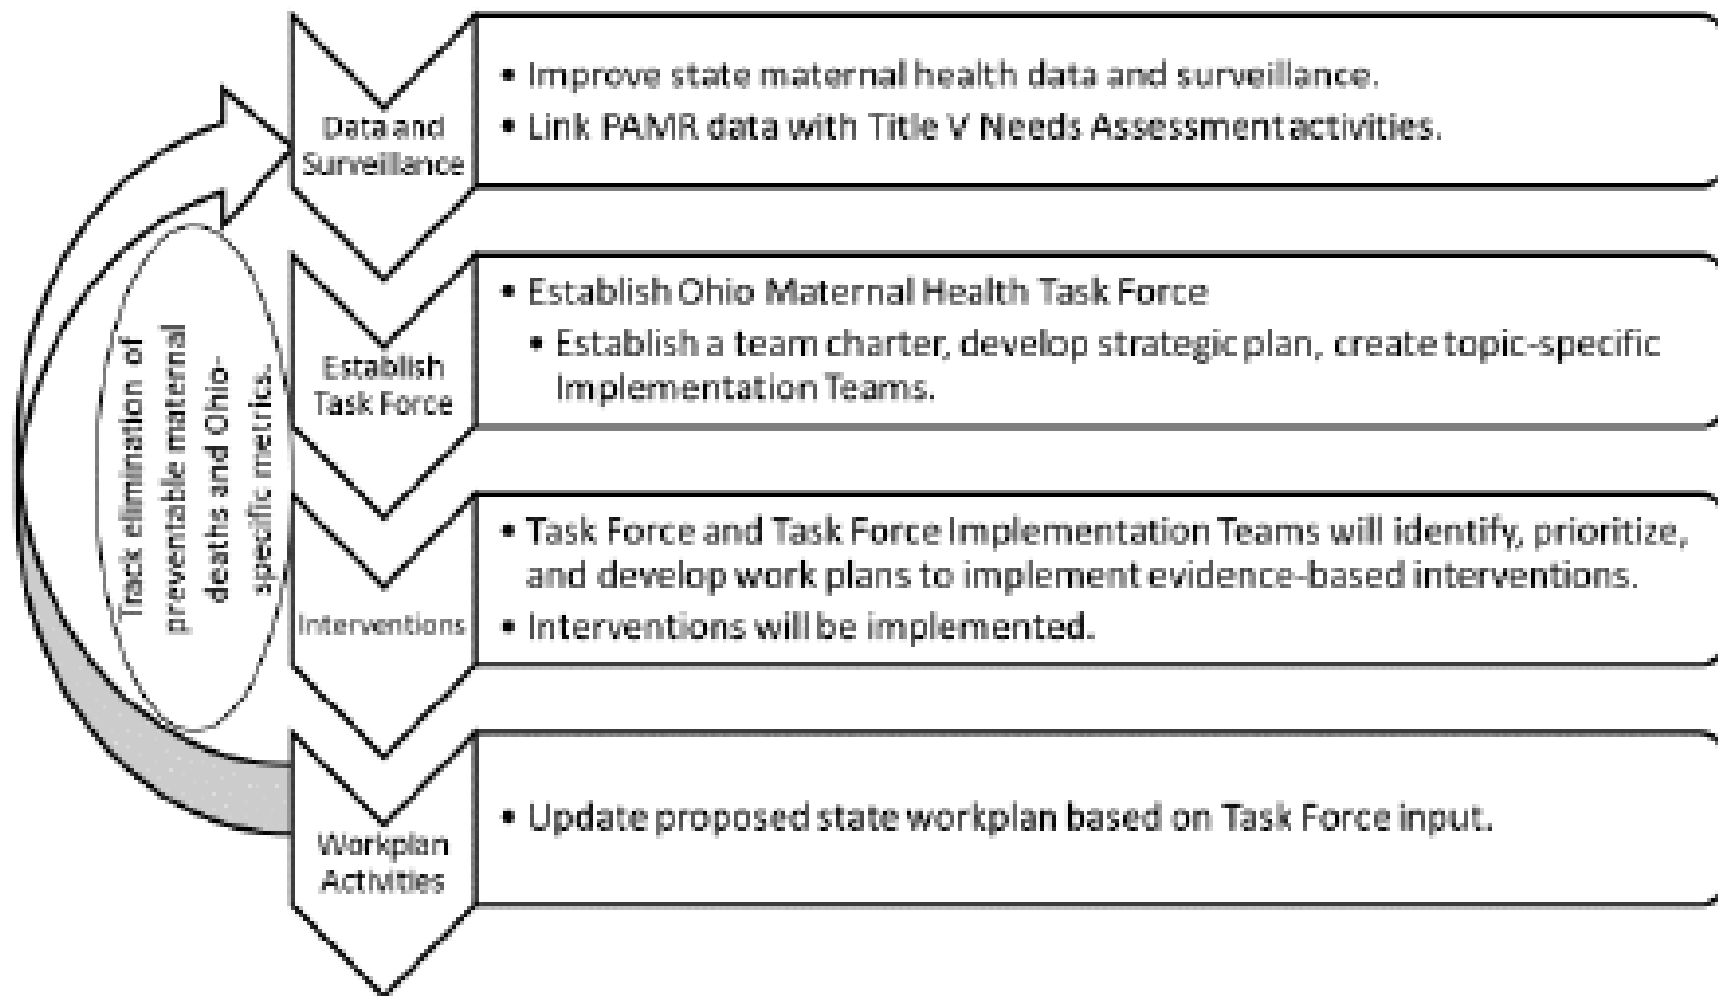 Data and
Surveillance
• Improve state maternal health data and surveillance.
• Link PAMR data with Title V Needs Assessment activities.
Establish
Task Force
• Establish Ohio Maternal Health Task Force
• Establish a team charter, develop strategic plan, create topic-specific
Implementation Teams.
Interventions
• Task Force and Task Force Implementation Teams will identify, prioritize,
and develop work plans to implement evidence-based interventions.
• Interventions will be implemented.
Workplan
Activities
• Update proposed state workplan based on Task Force input.
Track elimination of
preventable maternal
deaths and Ohio-
specific metrics.